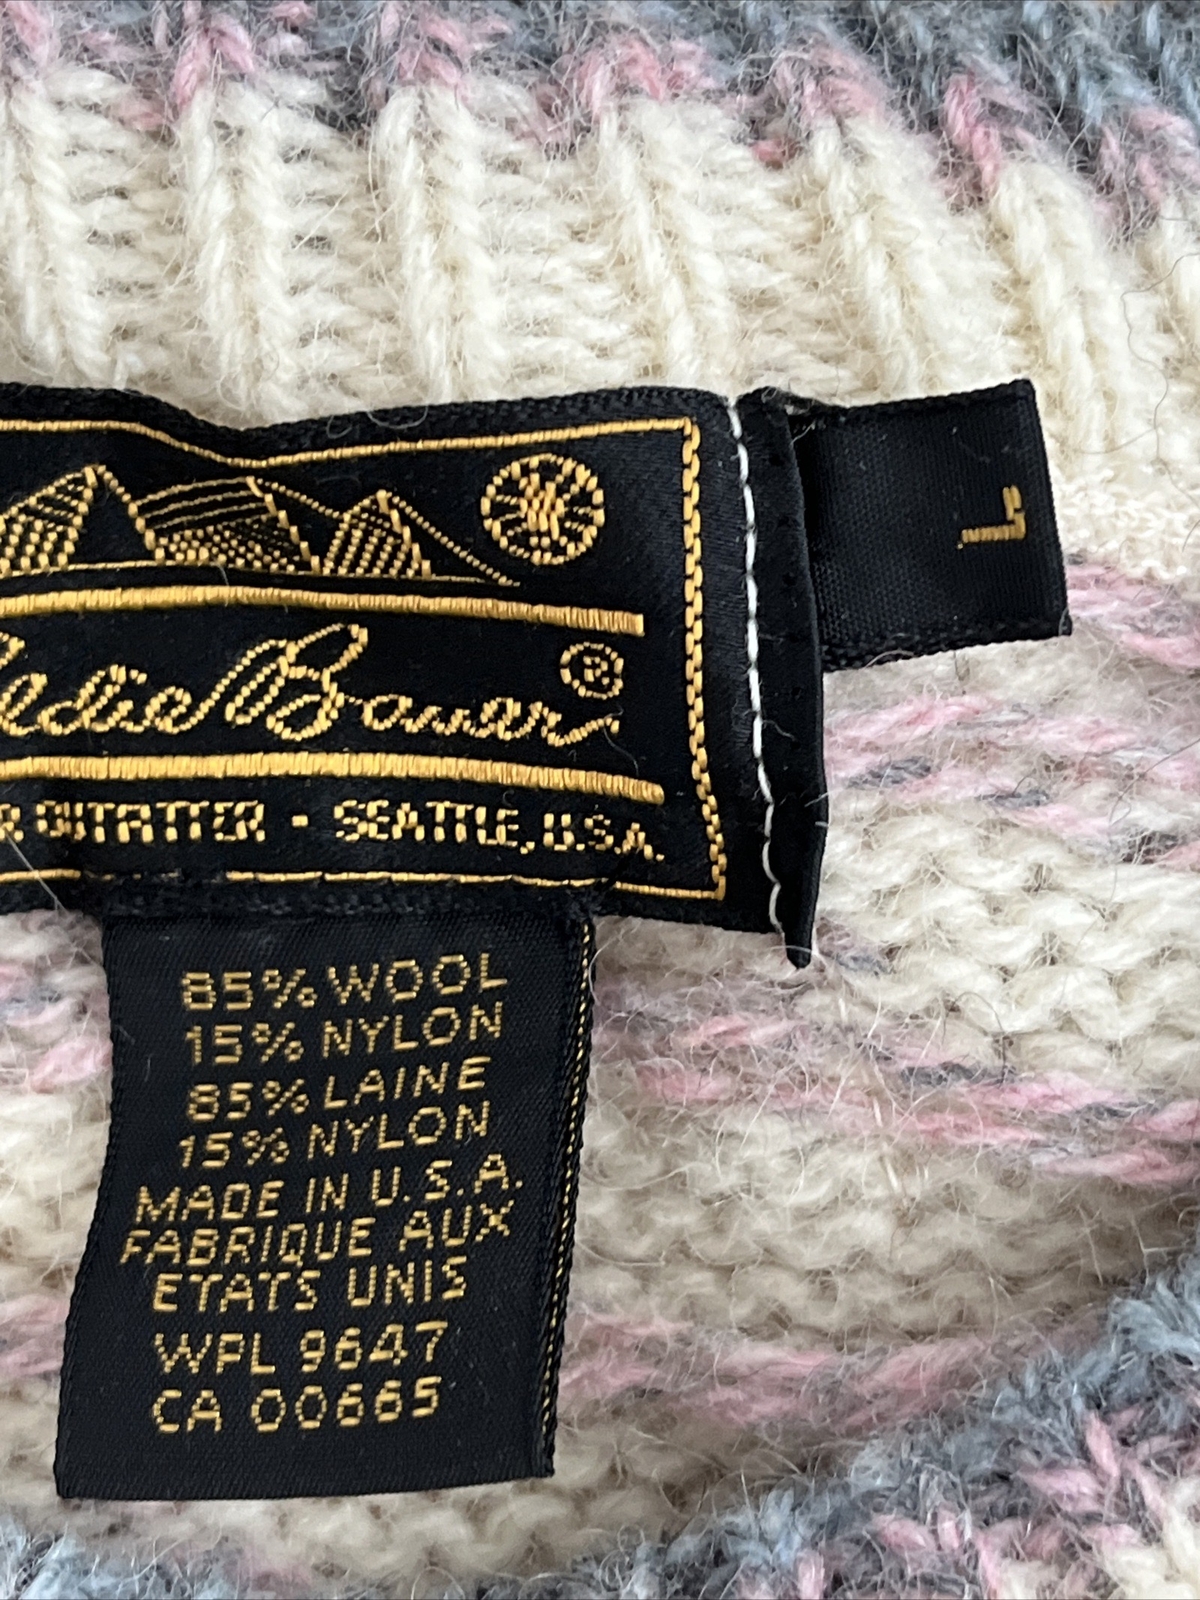 Eddie Bauer ®
R OUTFITTER - SEATTLE, U.S.A.
L
85% WOOL
15% NYLON
85% LAINE
15% NYLON
MADE IN U.S.A.
FABRIQUE AUX
ETATS UNIS
WPL 9647
CA 00665